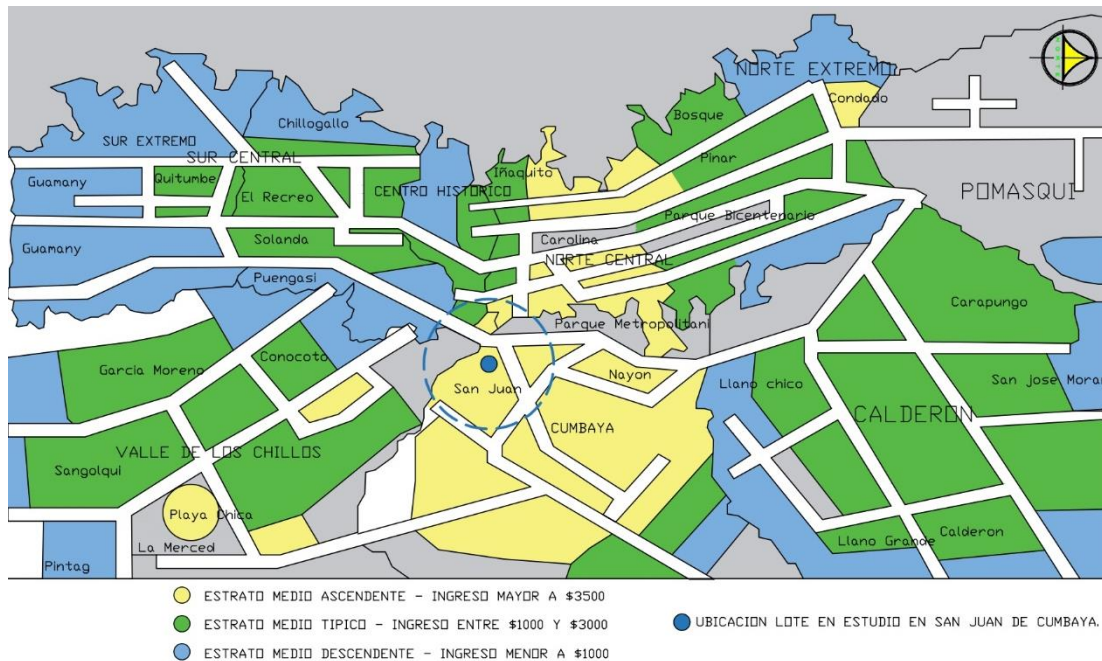 NORTE EXTREMO
Condado
Bosque
Chillogallo
SUR EXTREMO
SUR CENTRAL
Pinar
Iñaquito
Guamany
Quitumbe
El Recreo
CENTRO HISTORICO
POMASQUI
Parque Bicentenario
Solanda
Carolina
Guamany
NORTE CENTRAL
Puengasi
Carapungo
Parque Metropolitani
Conocoto
Garcia Moreno
Nayon
San Juan
Llano chico
San Jose Moran
CALDERON
CUMBAYA
VALLE DE LOS CHILLOS
Sangolqui
Playa Chica
La Merced
Llano Grande
Calderon
Pintag
ESTRATO MEDIO ASCENDENTE - INGRESO MAYOR A $3500
ESTRATO MEDIO TIPICO - INGRESO ENTRE $1000 Y $3000
UBICACION LOTE EN ESTUDIO EN SAN JUAN DE CUMBAYA.
ESTRATO MEDIO DESCENDENTE - INGRESO MENOR A $1000